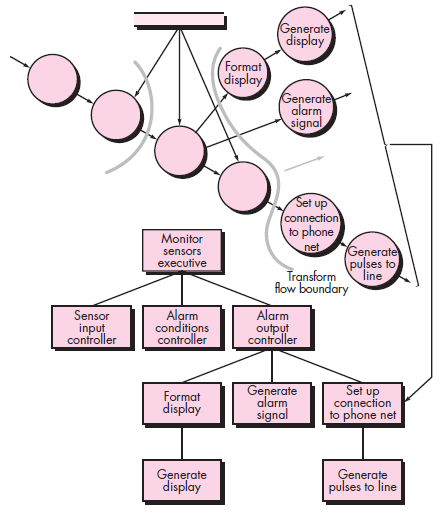 Generate
display
Format
display
Generate
alarm
signal
Set up
connection
to phone
net
Generate
pulses to
line
Transform
flow boundary
Monitor
sensors
executive
Sensor
input
controller
Alarm
conditions
controller
Alarm
output
controller
Format
display
Generate
alarm
signal
Set up
connection
to phone net
Generate
display
Generate
pulses to line